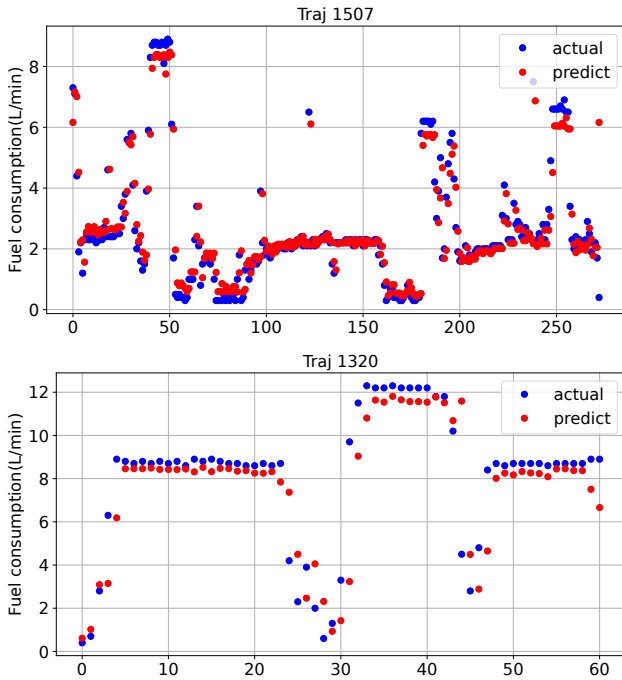 Traj 1507
Fuel consumption(L/min)
8
6
4
2
0
actual
predict
0 50 100 150 200 250
Traj 1320
Fuel consumption(L/min)
12
10
8
6
4
2
0
actual
predict
0 10 20 30 40 50 60